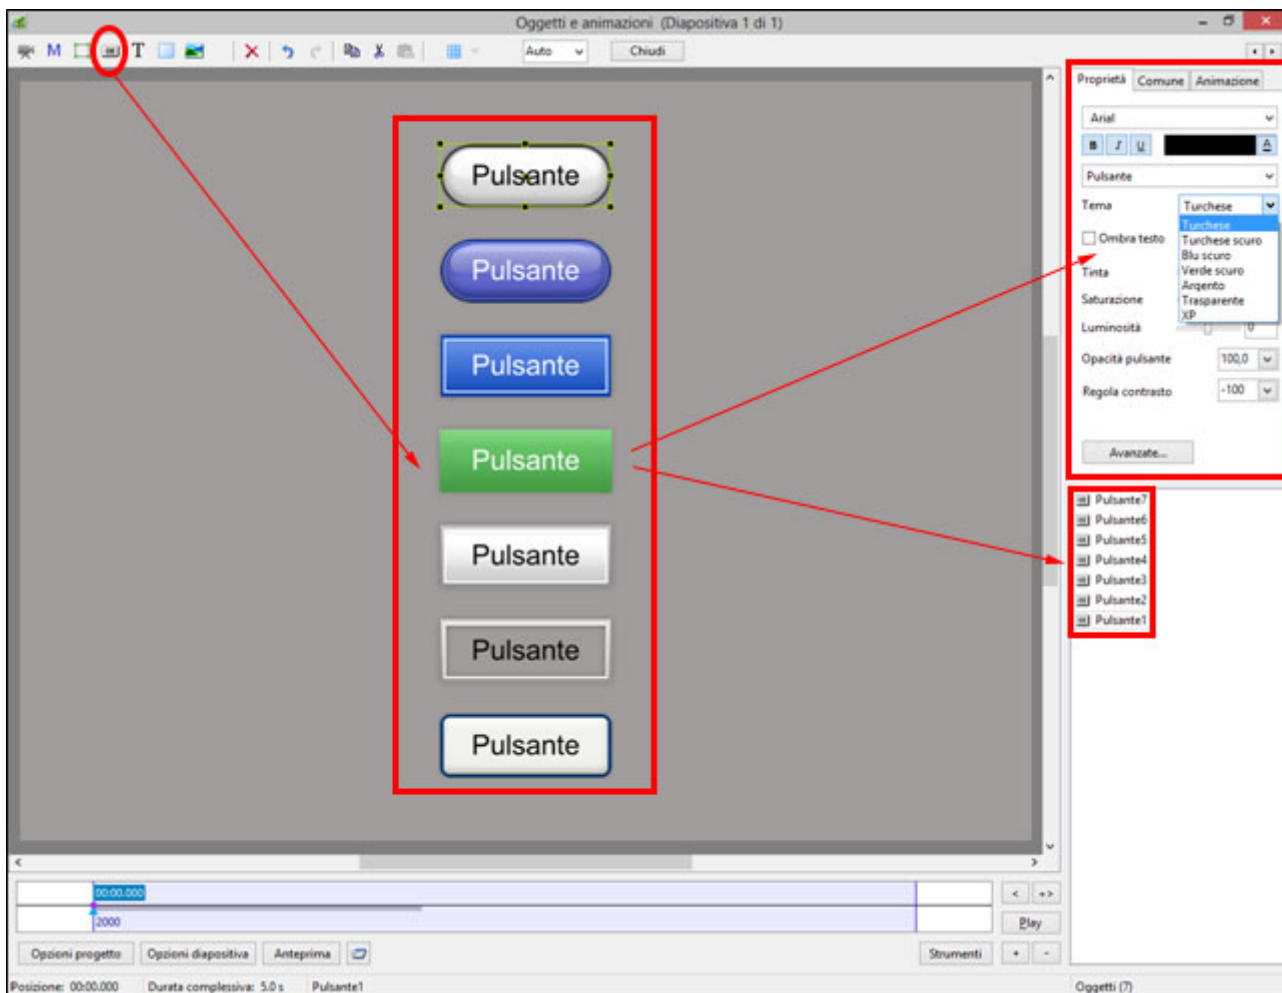 Oggetti e animazioni (Diapositiva 1 di 1)
M T Auto Chiudi
Proprietà Comune Animazione
Arial
B I U A
Pulsante
Tema Turchese
Turchese
Ombra testo Turchese scuro
Blu scuro
Tinta Verde scuro
Argento
Saturazione Trasparente
XP
Luminosità 0
Opacità pulsante 100,0
Regola contrasto -100
Avanzate...
Pulsante
Pulsante
Pulsante
Pulsante
Pulsante
Pulsante
Pulsante
Pulsante7
Pulsante6
Pulsante5
Pulsante4
Pulsante3
Pulsante2
Pulsante1
00:00.000 < +>
2000 Play
Opzioni progetto Opzioni diapositiva Anteprima Strumenti + -
Posizione: 00:00.000 Durata complessiva: 5.0 s Pulsante1 Oggetti (7)